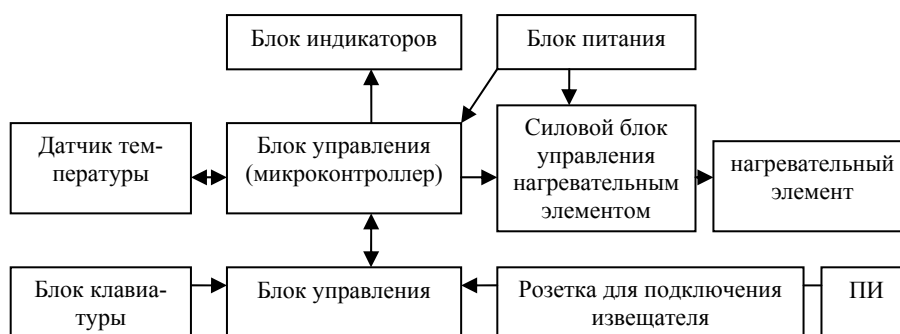 Блок индикаторов
Блок питания
Датчик тем-
пературы
Блок управления
(микроконтроллер)
Силовой блок
управления
нагревательным
элементом
нагревательный
элемент
Блок клавиа-
туры
Блок управления
Розетка для подключения
извещателя
ПИ